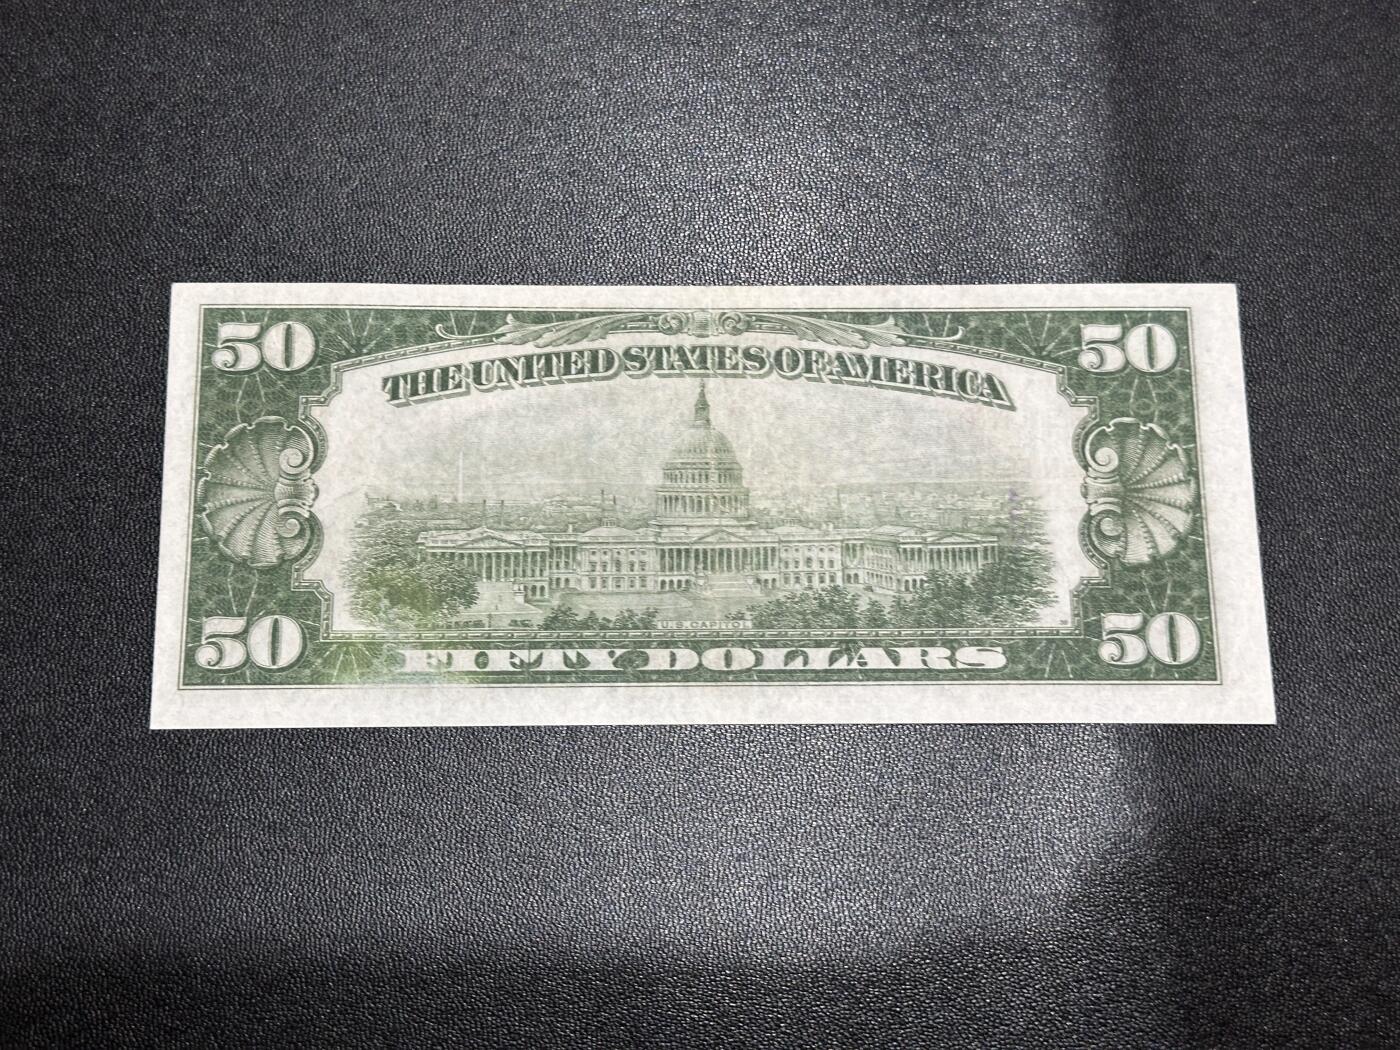 50 50
THE UNITED STATES OF AMERICA
U.S. CAPITOL
50 FIFTY DOLLARS 50